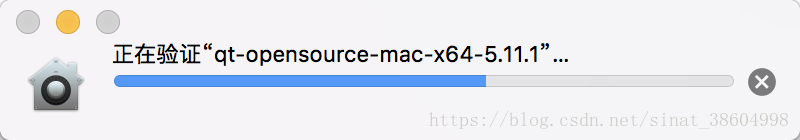 正在验证“qt-opensource-mac-x64-5.11.1”...
https://blog.csdn.net/sinat_38604998